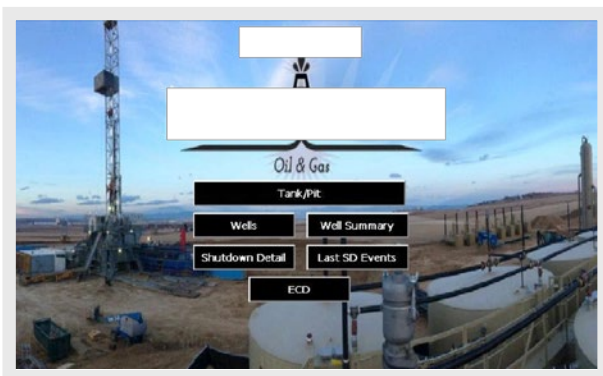 Oil & Gas
Tank/Pit
Wells
Well Summary
Shutdown Detail
Last SD Events
ECD